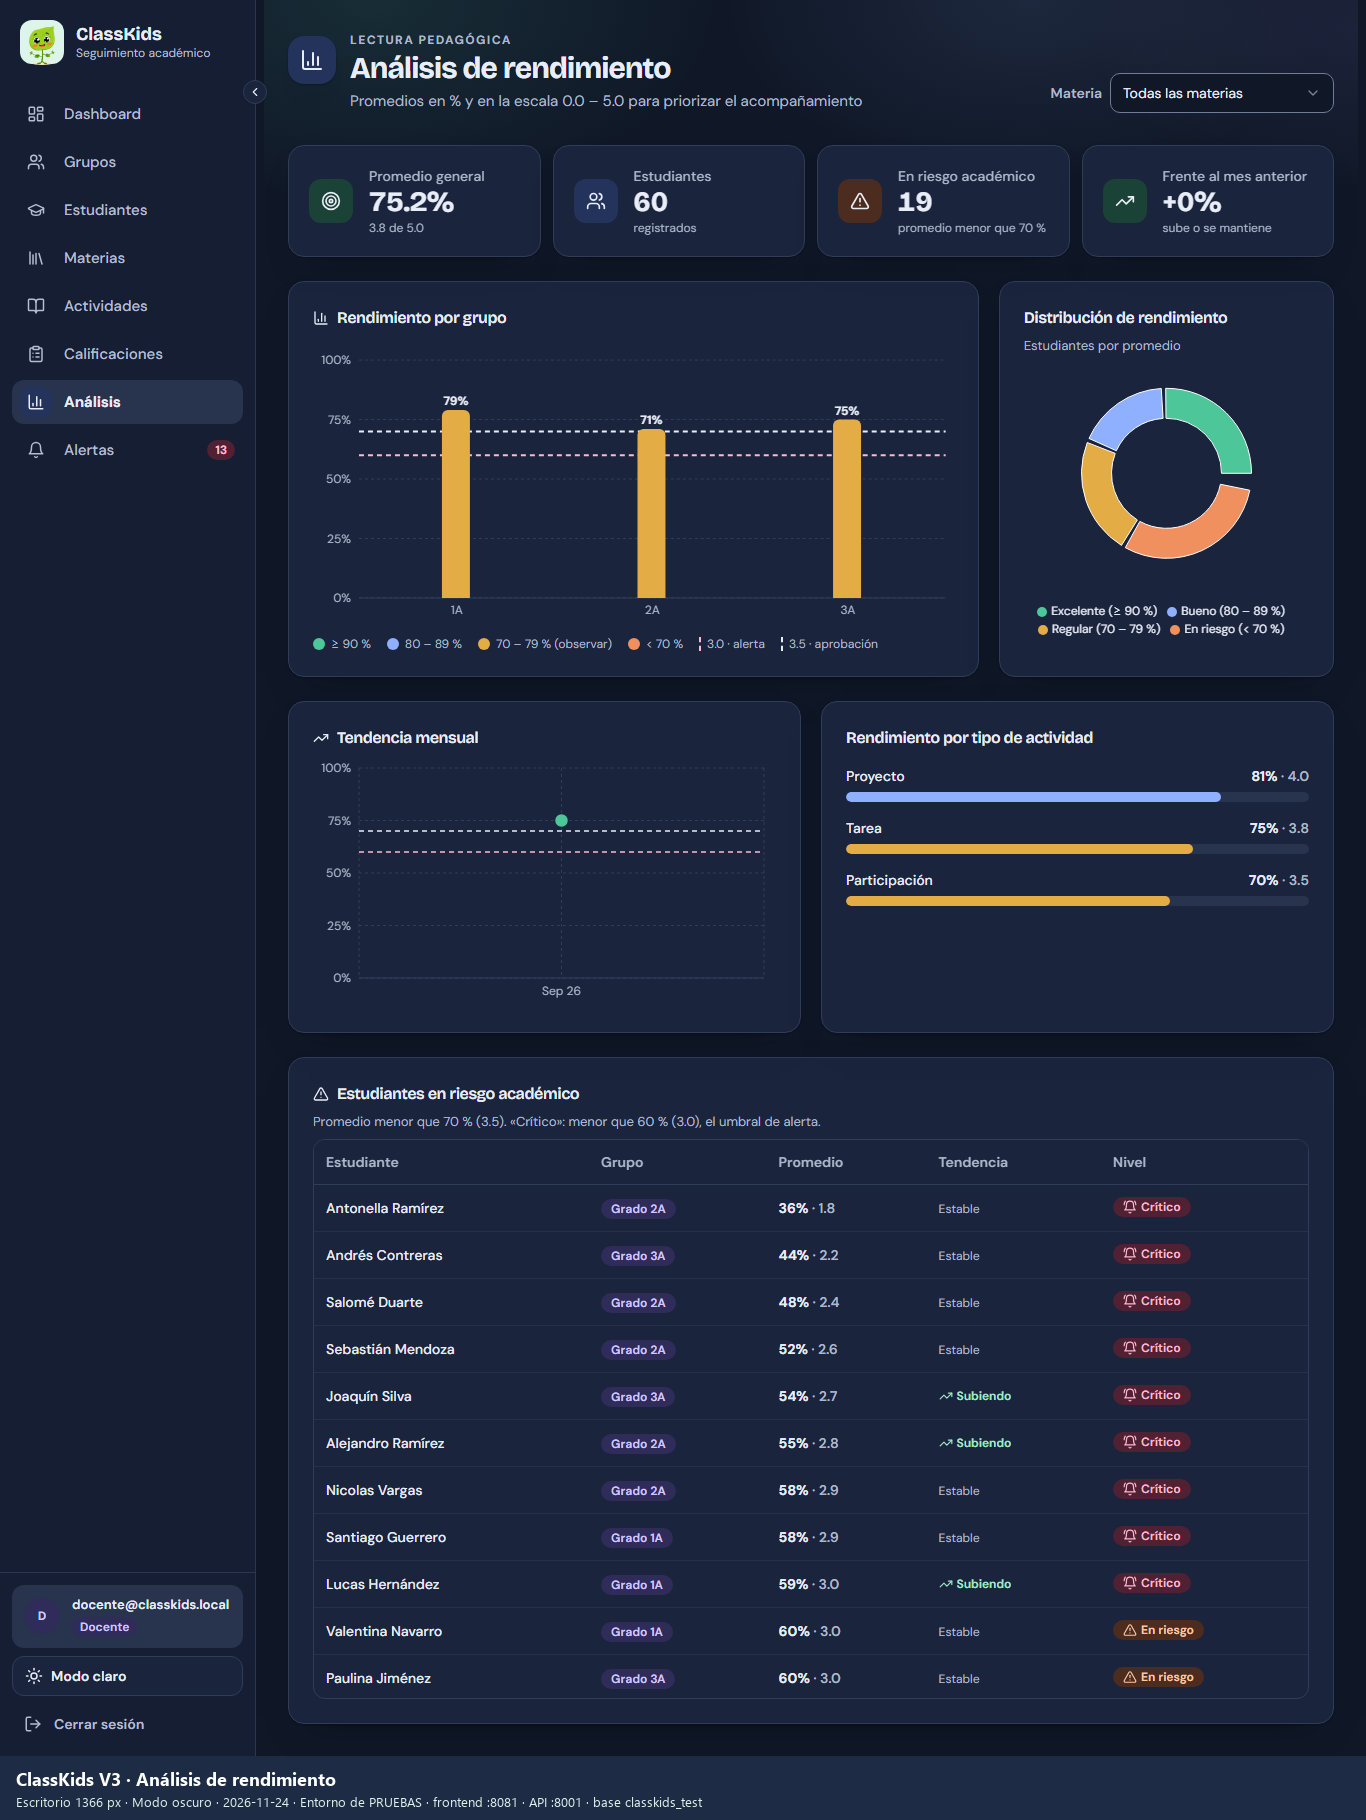 ClassKids
Seguimiento académico
Dashboard
Grupos
Estudiantes
Materias
Actividades
Calificaciones
Análisis
Alertas 13
D docente@classkids.local
Docente
Modo claro
Cerrar sesión
LECTURA PEDAGÓGICA
Análisis de rendimiento
Promedios en % y en la escala 0.0 – 5.0 para priorizar el acompañamiento
Materia Todas las materias
Promedio general
75.2%
3.8 de 5.0
Estudiantes
60
registrados
En riesgo académico
19
promedio menor que 70 %
Frente al mes anterior
+0%
sube o se mantiene
Rendimiento por grupo
100%
75%
50%
25%
0%
79%
71%
75%
1A 2A 3A
≥ 90 % 80 – 89 % 70 – 79 % (observar) < 70 % 3.0 · alerta 3.5 · aprobación
Distribución de rendimiento
Estudiantes por promedio
Excelente (≥ 90 %) Bueno (80 – 89 %)
Regular (70 – 79 %) En riesgo (< 70 %)
Tendencia mensual
100%
75%
50%
25%
0%
Sep 26
Rendimiento por tipo de actividad
Proyecto 81% · 4.0
Tarea 75% · 3.8
Participación 70% · 3.5
Estudiantes en riesgo académico
Promedio menor que 70 % (3.5). «Crítico»: menor que 60 % (3.0), el umbral de alerta.
Estudiante Grupo Promedio Tendencia Nivel
Antonella Ramírez Grado 2A 36% · 1.8 Estable Crítico
Andrés Contreras Grado 3A 44% · 2.2 Estable Crítico
Salomé Duarte Grado 2A 48% · 2.4 Estable Crítico
Sebastián Mendoza Grado 2A 52% · 2.6 Estable Crítico
Joaquín Silva Grado 3A 54% · 2.7 Subiendo Crítico
Alejandro Ramírez Grado 2A 55% · 2.8 Subiendo Crítico
Nicolas Vargas Grado 2A 58% · 2.9 Estable Crítico
Santiago Guerrero Grado 1A 58% · 2.9 Estable Crítico
Lucas Hernández Grado 1A 59% · 3.0 Subiendo Crítico
Valentina Navarro Grado 1A 60% · 3.0 Estable En riesgo
Paulina Jiménez Grado 3A 60% · 3.0 Estable En riesgo
ClassKids V3 · Análisis de rendimiento
Escritorio 1366 px · Modo oscuro · 2026-11-24 · Entorno de PRUEBAS · frontend :8081 · API :8001 · base classkids_test